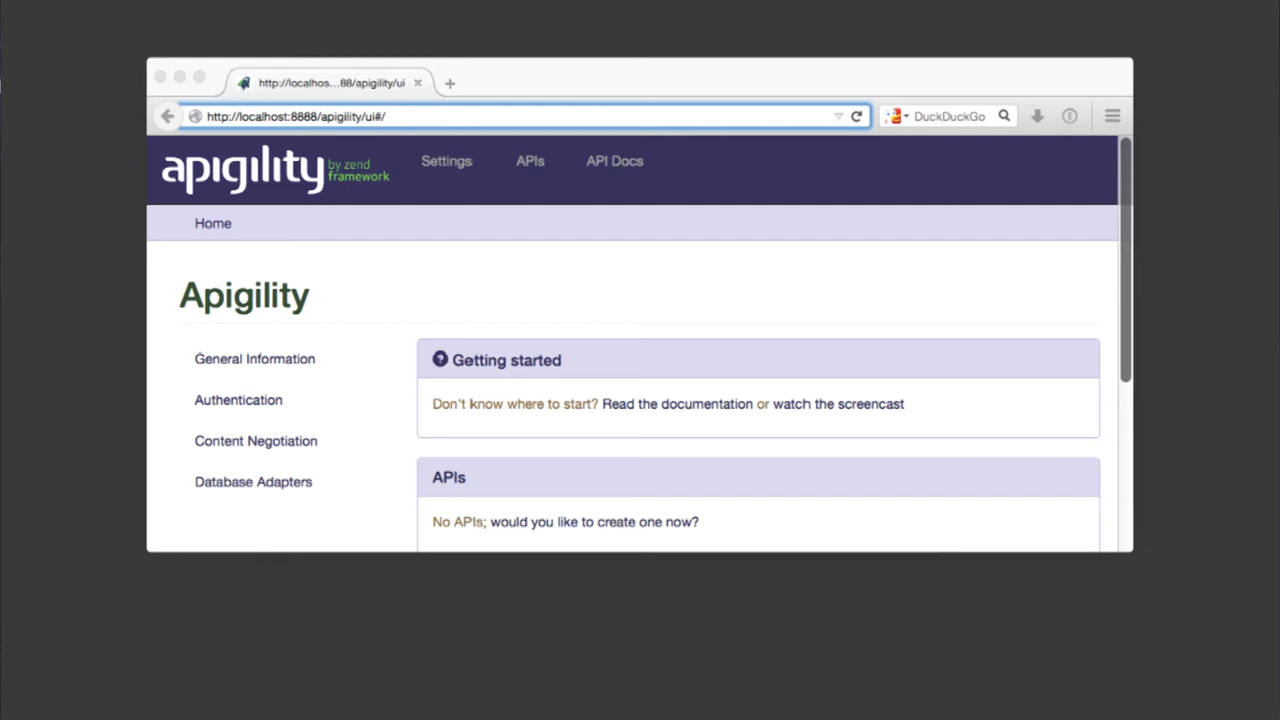 http://localhos...88/apigility/ui
http://localhost:8888/apigility/ui#/
DuckDuckGo
apigility by zend framework
Settings APIs API Docs
Home
Apigility
General Information
Authentication
Content Negotiation
Database Adapters
Getting started
Don't know where to start? Read the documentation or watch the screencast
APIs
No APIs; would you like to create one now?